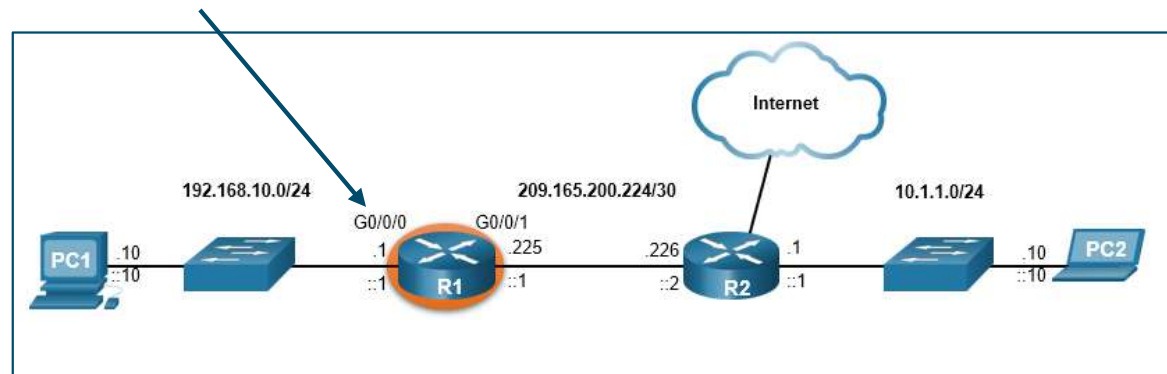 Internet
192.168.10.0/24
209.165.200.224/30
10.1.1.0/24
G0/0/0
G0/0/1
PC1
.10
::10
.1
::1
R1
.225
::1
.226
::2
R2
.1
::1
.10
::10
PC2